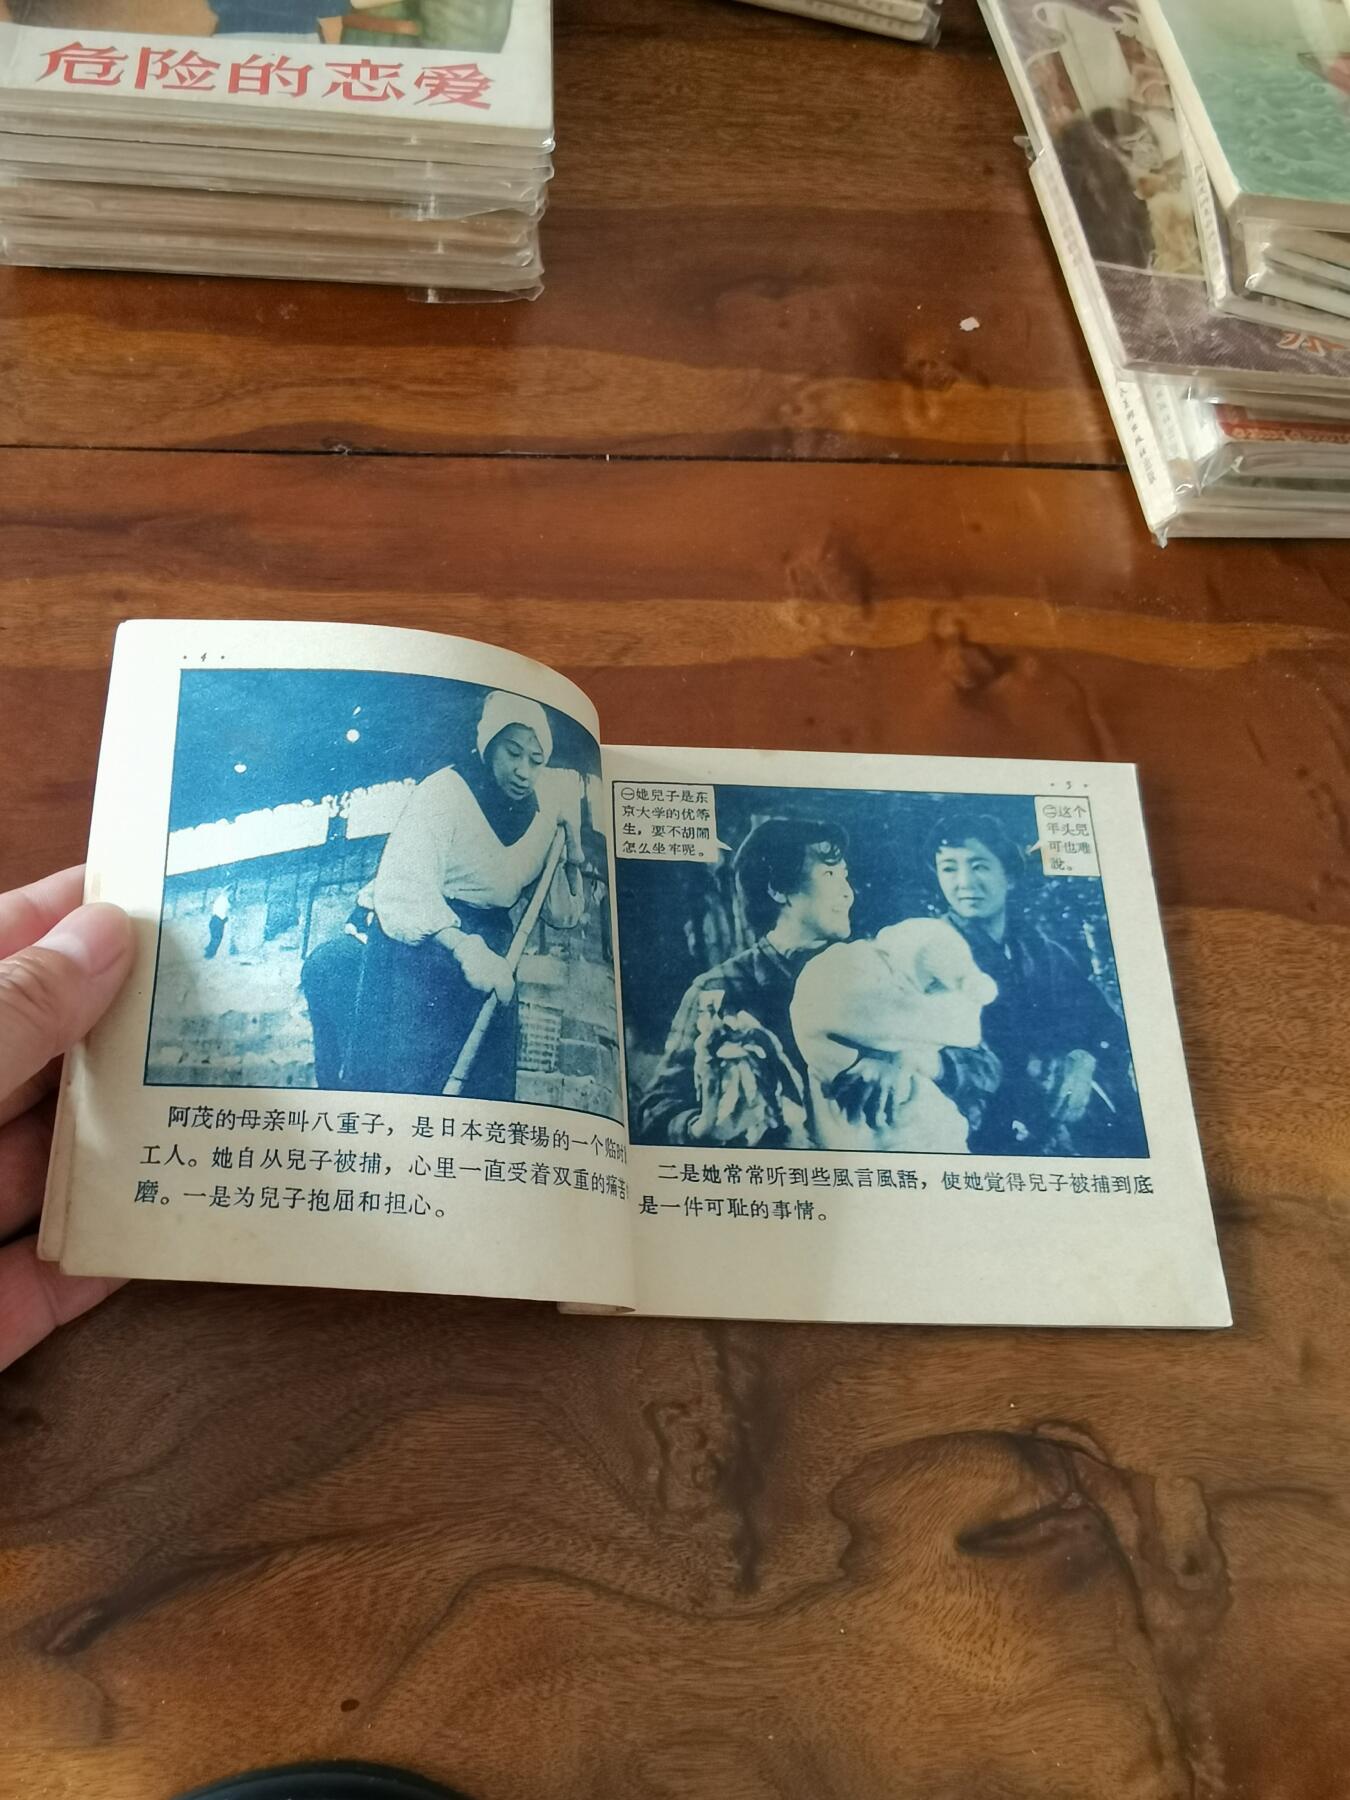 危险的恋爱
· 4 ·
阿茂的母亲叫八重子，是日本竞賽場的一个临时
工人。她自从兒子被捕，心里一直受着双重的痛苦
磨。一是为兒子抱屈和担心。
· 5 ·
㊀她兒子是东
京大学的优等
生，要不胡鬧
怎么坐牢呢。
㊁这个
年头兒
可也难
說。
二是她常常听到些風言風語，使她覚得兒子被捕到底
是一件可耻的事情。